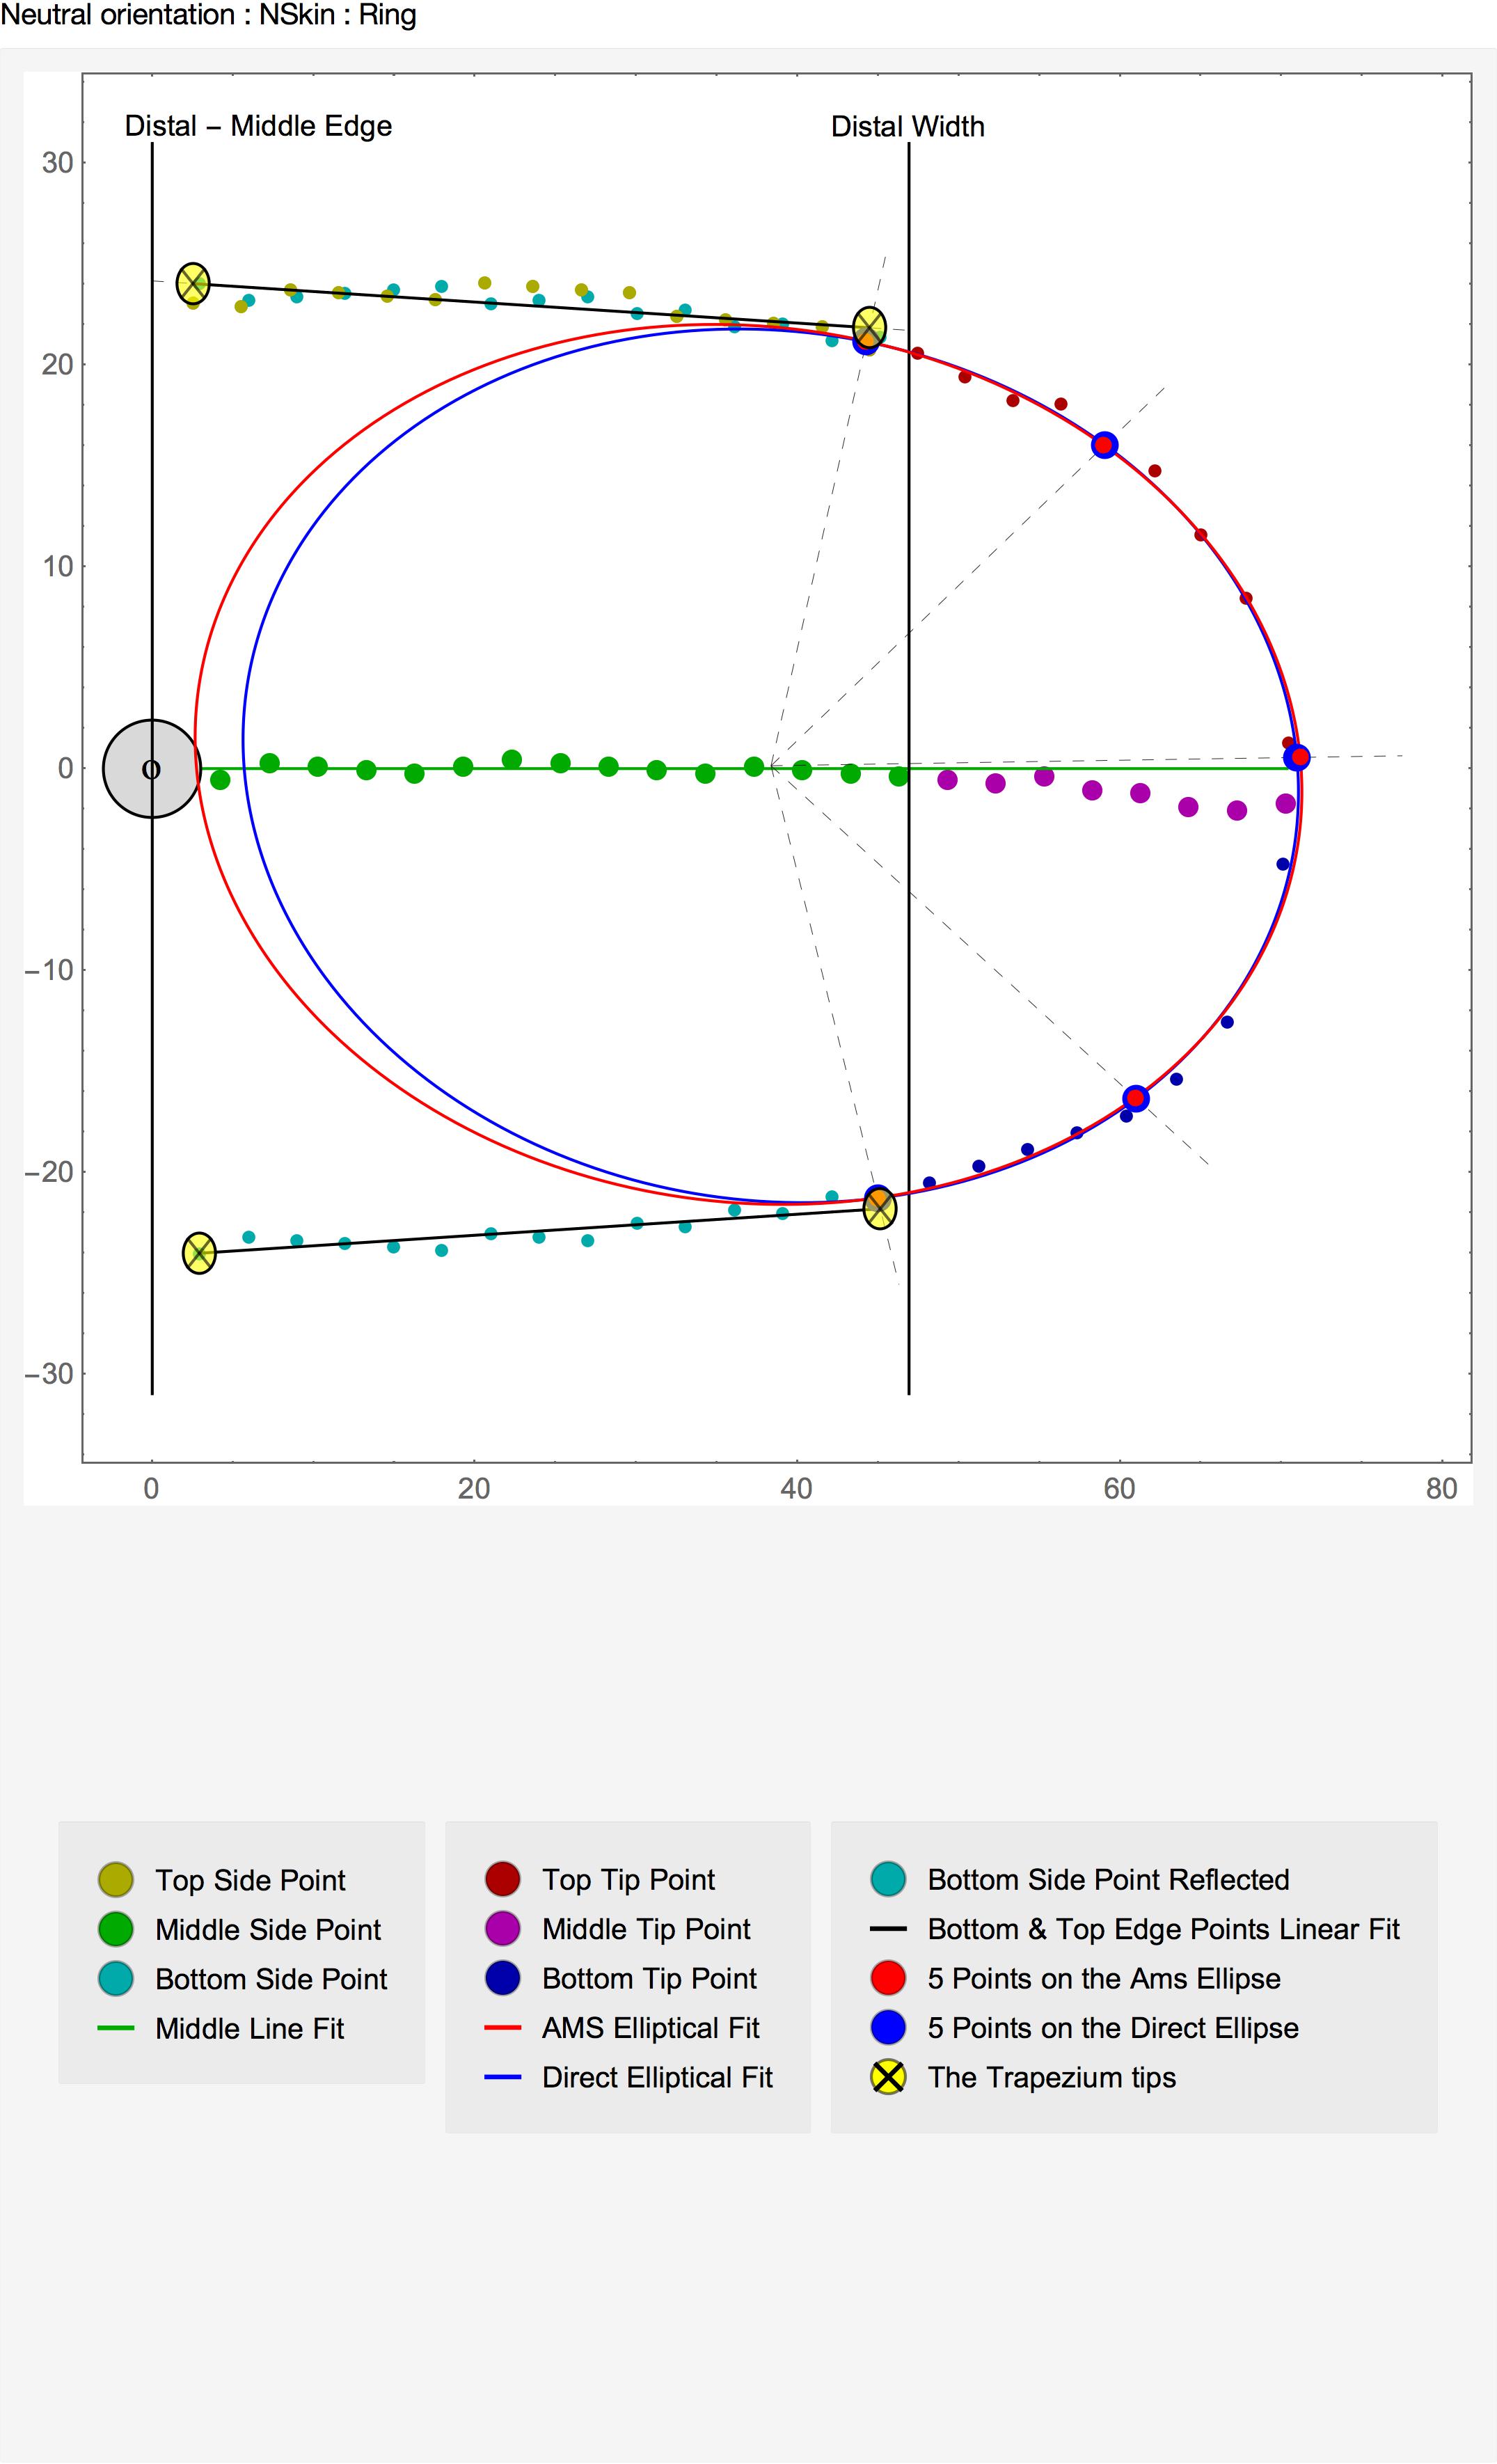 Neutral orientation : NSkin : Ring
Distal – Middle Edge
Distal Width
30
20
10
0
−10
−20
−30
O
0
20
40
60
80
Top Side Point
Middle Side Point
Bottom Side Point
Middle Line Fit
Top Tip Point
Middle Tip Point
Bottom Tip Point
AMS Elliptical Fit
Direct Elliptical Fit
Bottom Side Point Reflected
Bottom & Top Edge Points Linear Fit
5 Points on the Ams Ellipse
5 Points on the Direct Ellipse
The Trapezium tips